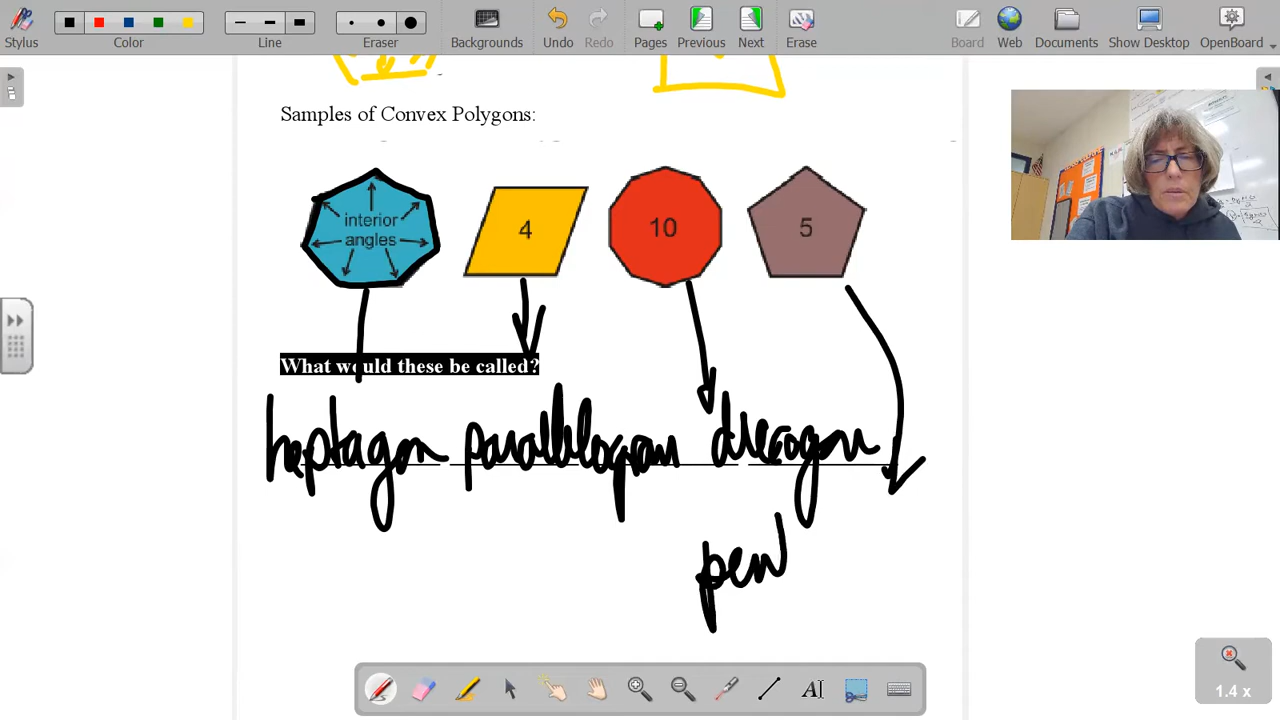 Stylus
Color
Line
Eraser
Backgrounds
Undo
Redo
Pages
Previous
Next
Erase
Board
Web
Documents
Show Desktop
OpenBoard
Samples of Convex Polygons:
interior
angles
4
10
5
What would these be called?
heptagon parallelogram decagon
pen
1.4 x